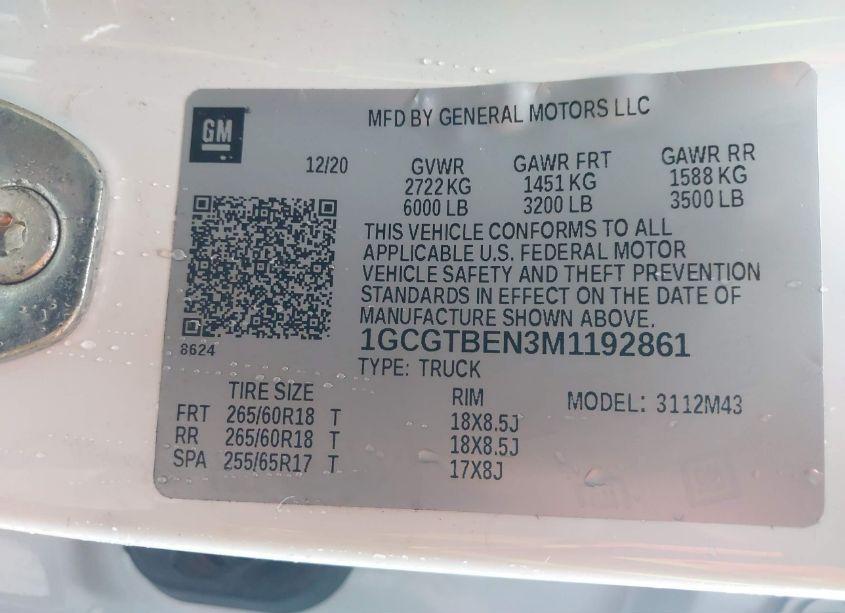 GM
MFD BY GENERAL MOTORS LLC
12/20
GVWR GAWR FRT GAWR RR
2722 KG 1451 KG 1588 KG
6000 LB 3200 LB 3500 LB
THIS VEHICLE CONFORMS TO ALL
APPLICABLE U.S. FEDERAL MOTOR
VEHICLE SAFETY AND THEFT PREVENTION
STANDARDS IN EFFECT ON THE DATE OF
MANUFACTURE SHOWN ABOVE.
8624
1GCGTBEN3M1192861
TYPE: TRUCK
TIRE SIZE RIM MODEL: 3112M43
FRT 265/60R18 T 18X8.5J
RR 265/60R18 T 18X8.5J
SPA 255/65R17 T 17X8J